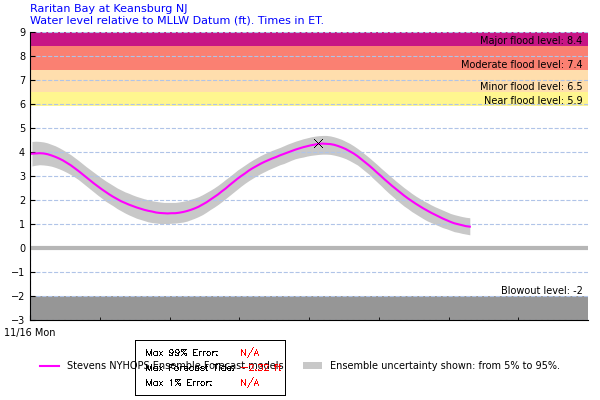 Raritan Bay at Keansburg NJ
Water level relative to MLLW Datum (ft). Times in ET.
9
Major flood level: 8.4
8
Moderate flood level: 7.4
7
Minor flood level: 6.5
Near flood level: 5.9
6
5
4
3
2
1
0
−1
Blowout level: -2
−2
−3
11/16 Mon
Max 99% Error: N/A
Stevens NYHOPS Ensemble Forecast models
Max Forecast Tide:
Ensemble uncertainty shown: from 5% to 95%.
Max 1% Error: N/A